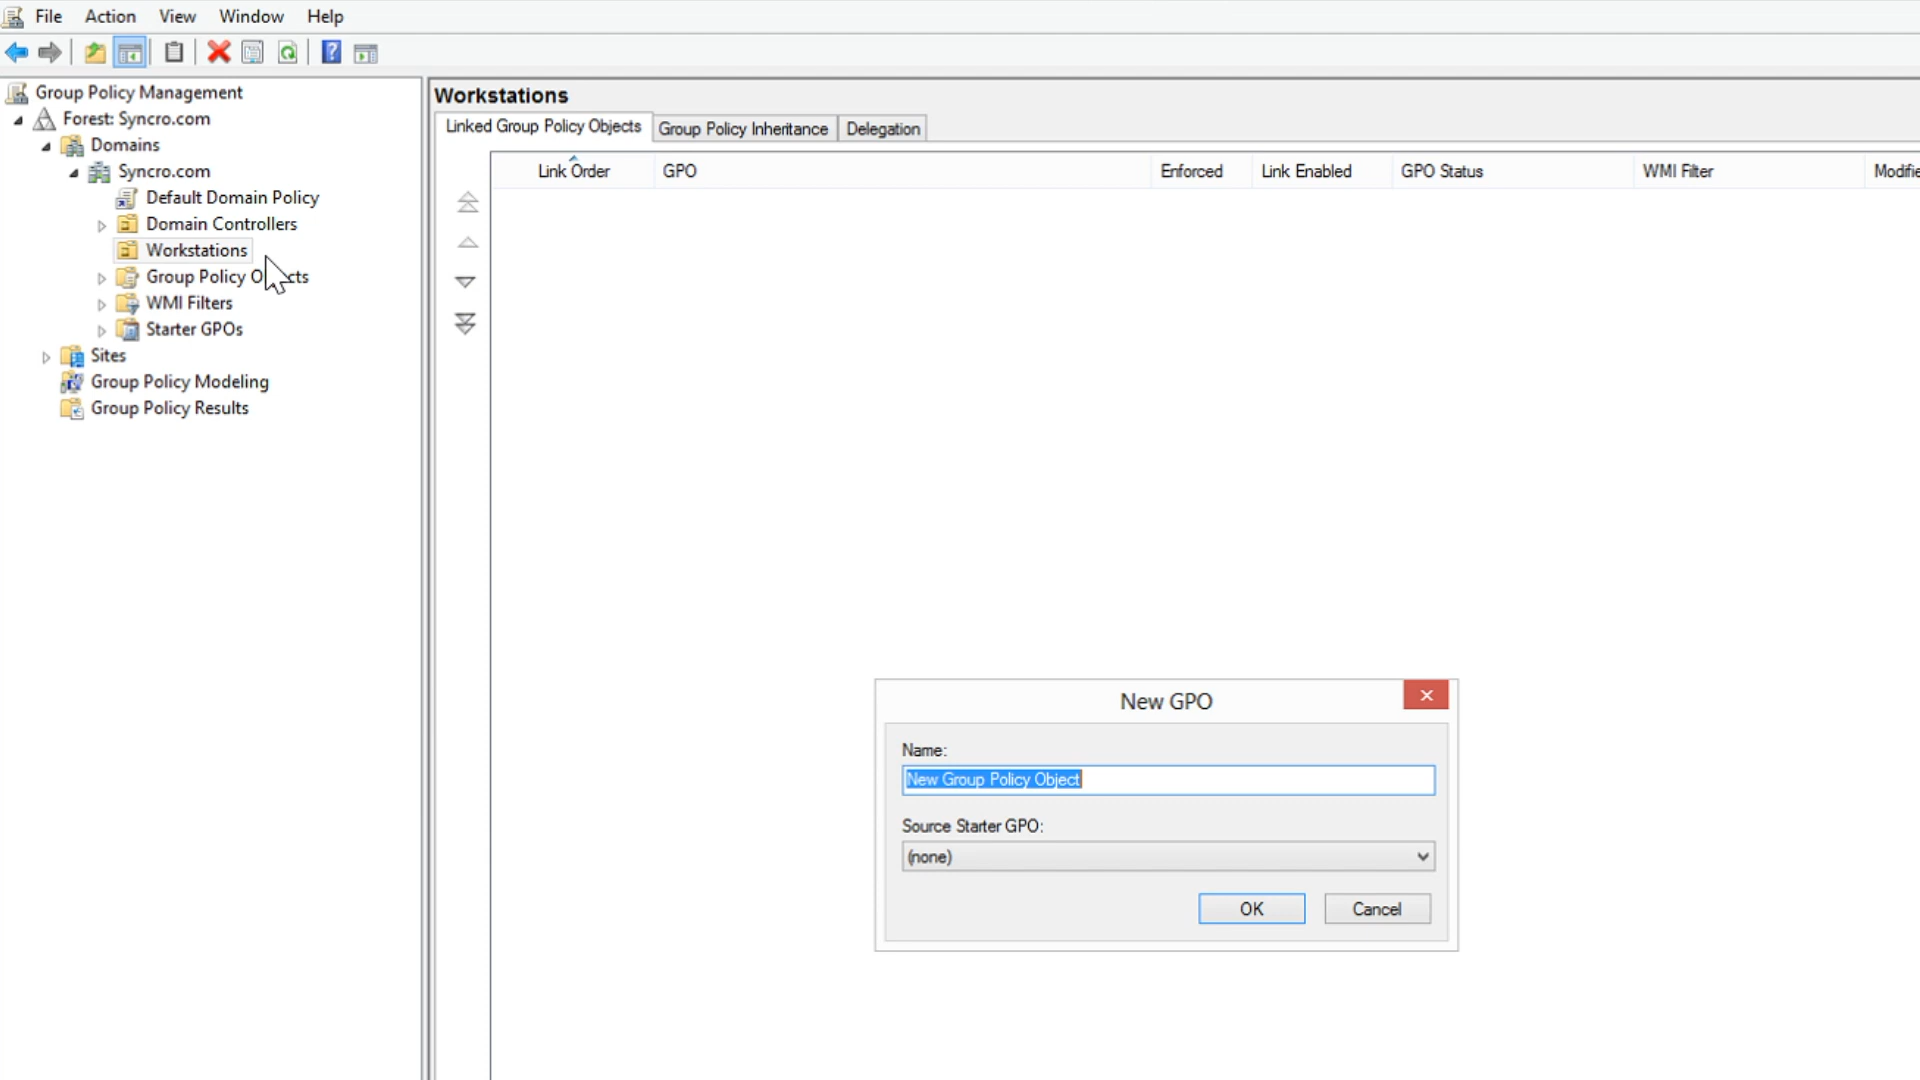 File Action View Window Help
Group Policy Management
Forest: Syncro.com
Domains
Syncro.com
Default Domain Policy
Domain Controllers
Workstations
Group Policy
WMI Filters
Starter GPOs
Sites
Group Policy Modeling
Group Policy Results
Workstations
Linked Group Policy Objects Group Policy Inheritance Delegation
Link Order GPO Enforced Link Enabled GPO Status WMI Filter Modifie
New GPO
Name:
New Group Policy Object
Source Starter GPO:
(none)
OK Cancel